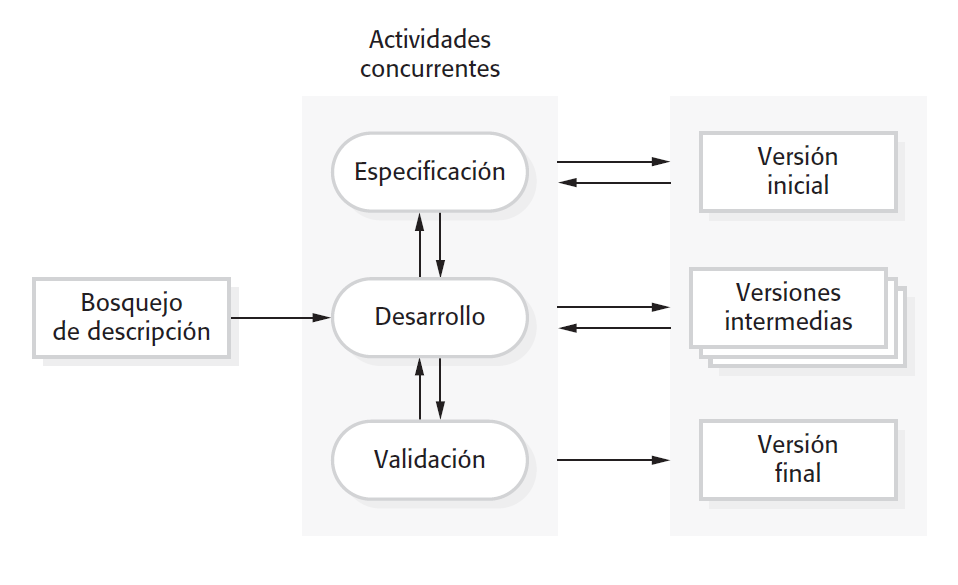 Actividades
concurrentes
Especificación
Versión
inicial
Bosquejo
de descripción
Desarrollo
Versiones
intermedias
Validación
Versión
final